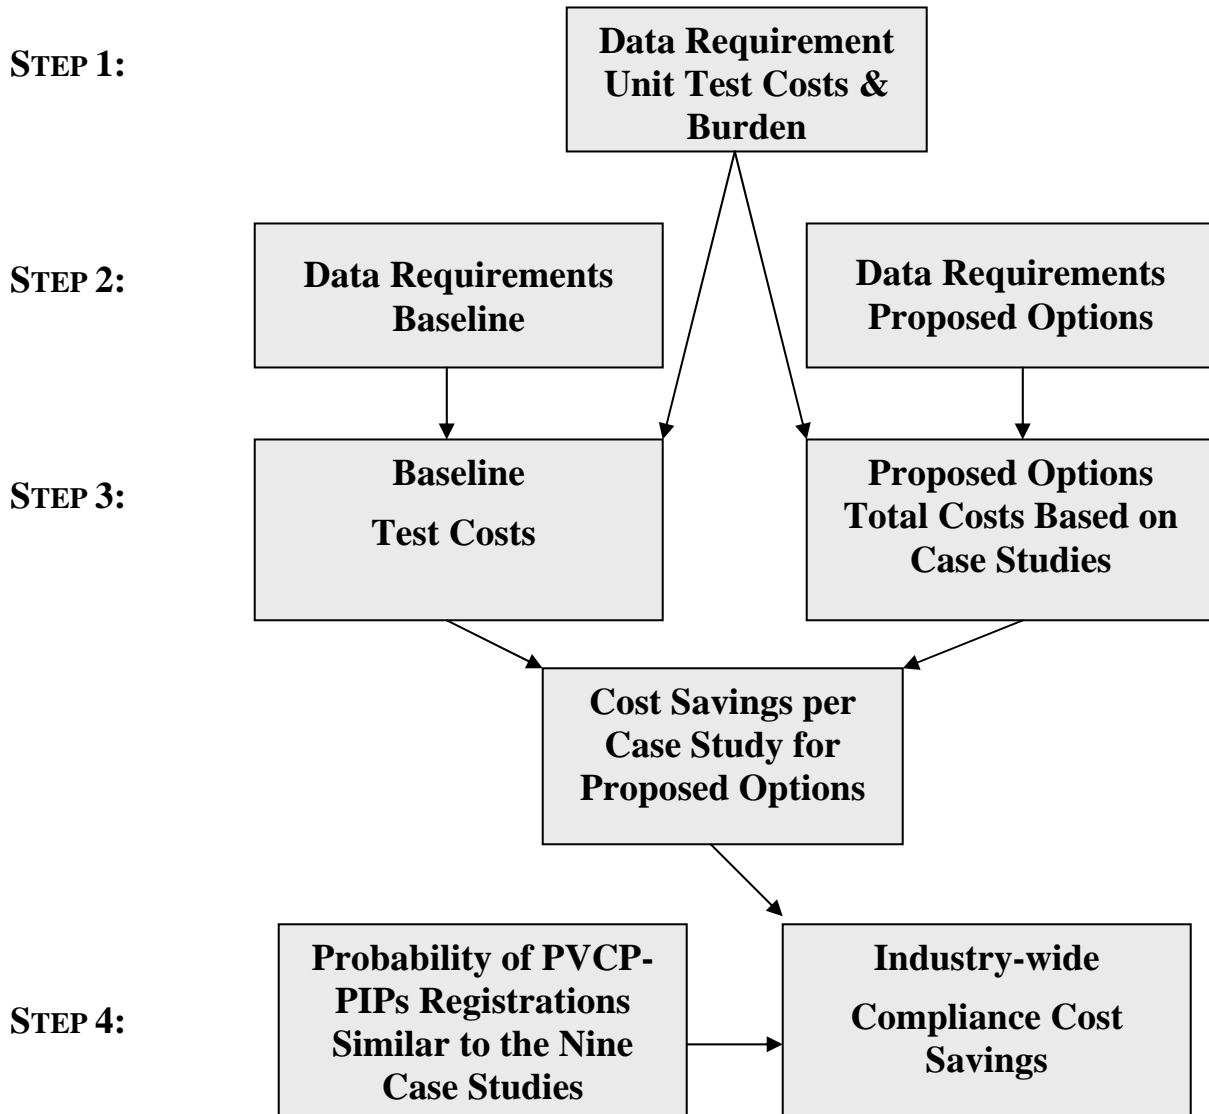 STEP 1:
Data Requirement
Unit Test Costs &
Burden
STEP 2:
Data Requirements
Baseline
Data Requirements
Proposed Options
STEP 3:
Baseline
Test Costs
Proposed Options
Total Costs Based on
Case Studies
Cost Savings per
Case Study for
Proposed Options
STEP 4:
Probability of PVCP-
PIPs Registrations
Similar to the Nine
Case Studies
Industry-wide
Compliance Cost
Savings